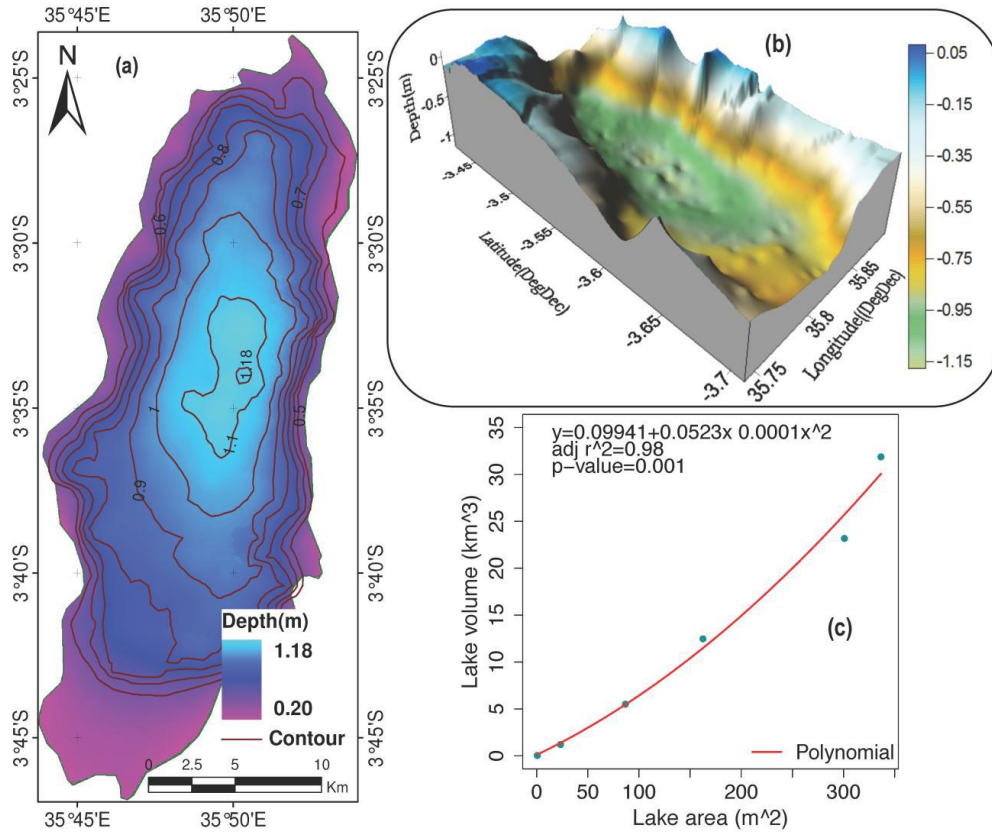 35°45'E
35°50'E
(a)
N
3°25'S
3°30'S
3°35'S
3°40'S
3°45'S
0.8
0.7
0.6
1.18
1
1.1
0.5
0.9
Depth(m)
1.18
0.20
Contour
0
2.5
5
10
Km
35°45'E
35°50'E
3°25'S
3°30'S
3°35'S
3°40'S
3°45'S
(b)
Depth(m)
0
-0.5
-1
-3.45
-3.5
-3.55
-3.6
-3.65
-3.7
Latitude(DegDec)
35.75
35.8
35.85
Longitude((DegDec)
0.05
-0.15
-0.35
-0.55
-0.75
-0.95
-1.15
y=0.09941+0.0523x 0.0001x^2
adj r^2=0.98
p-value=0.001
(c)
Polynomial
Lake volume (km^3)
35
30
25
20
15
10
5
0
0
50
100
200
300
Lake area (m^2)